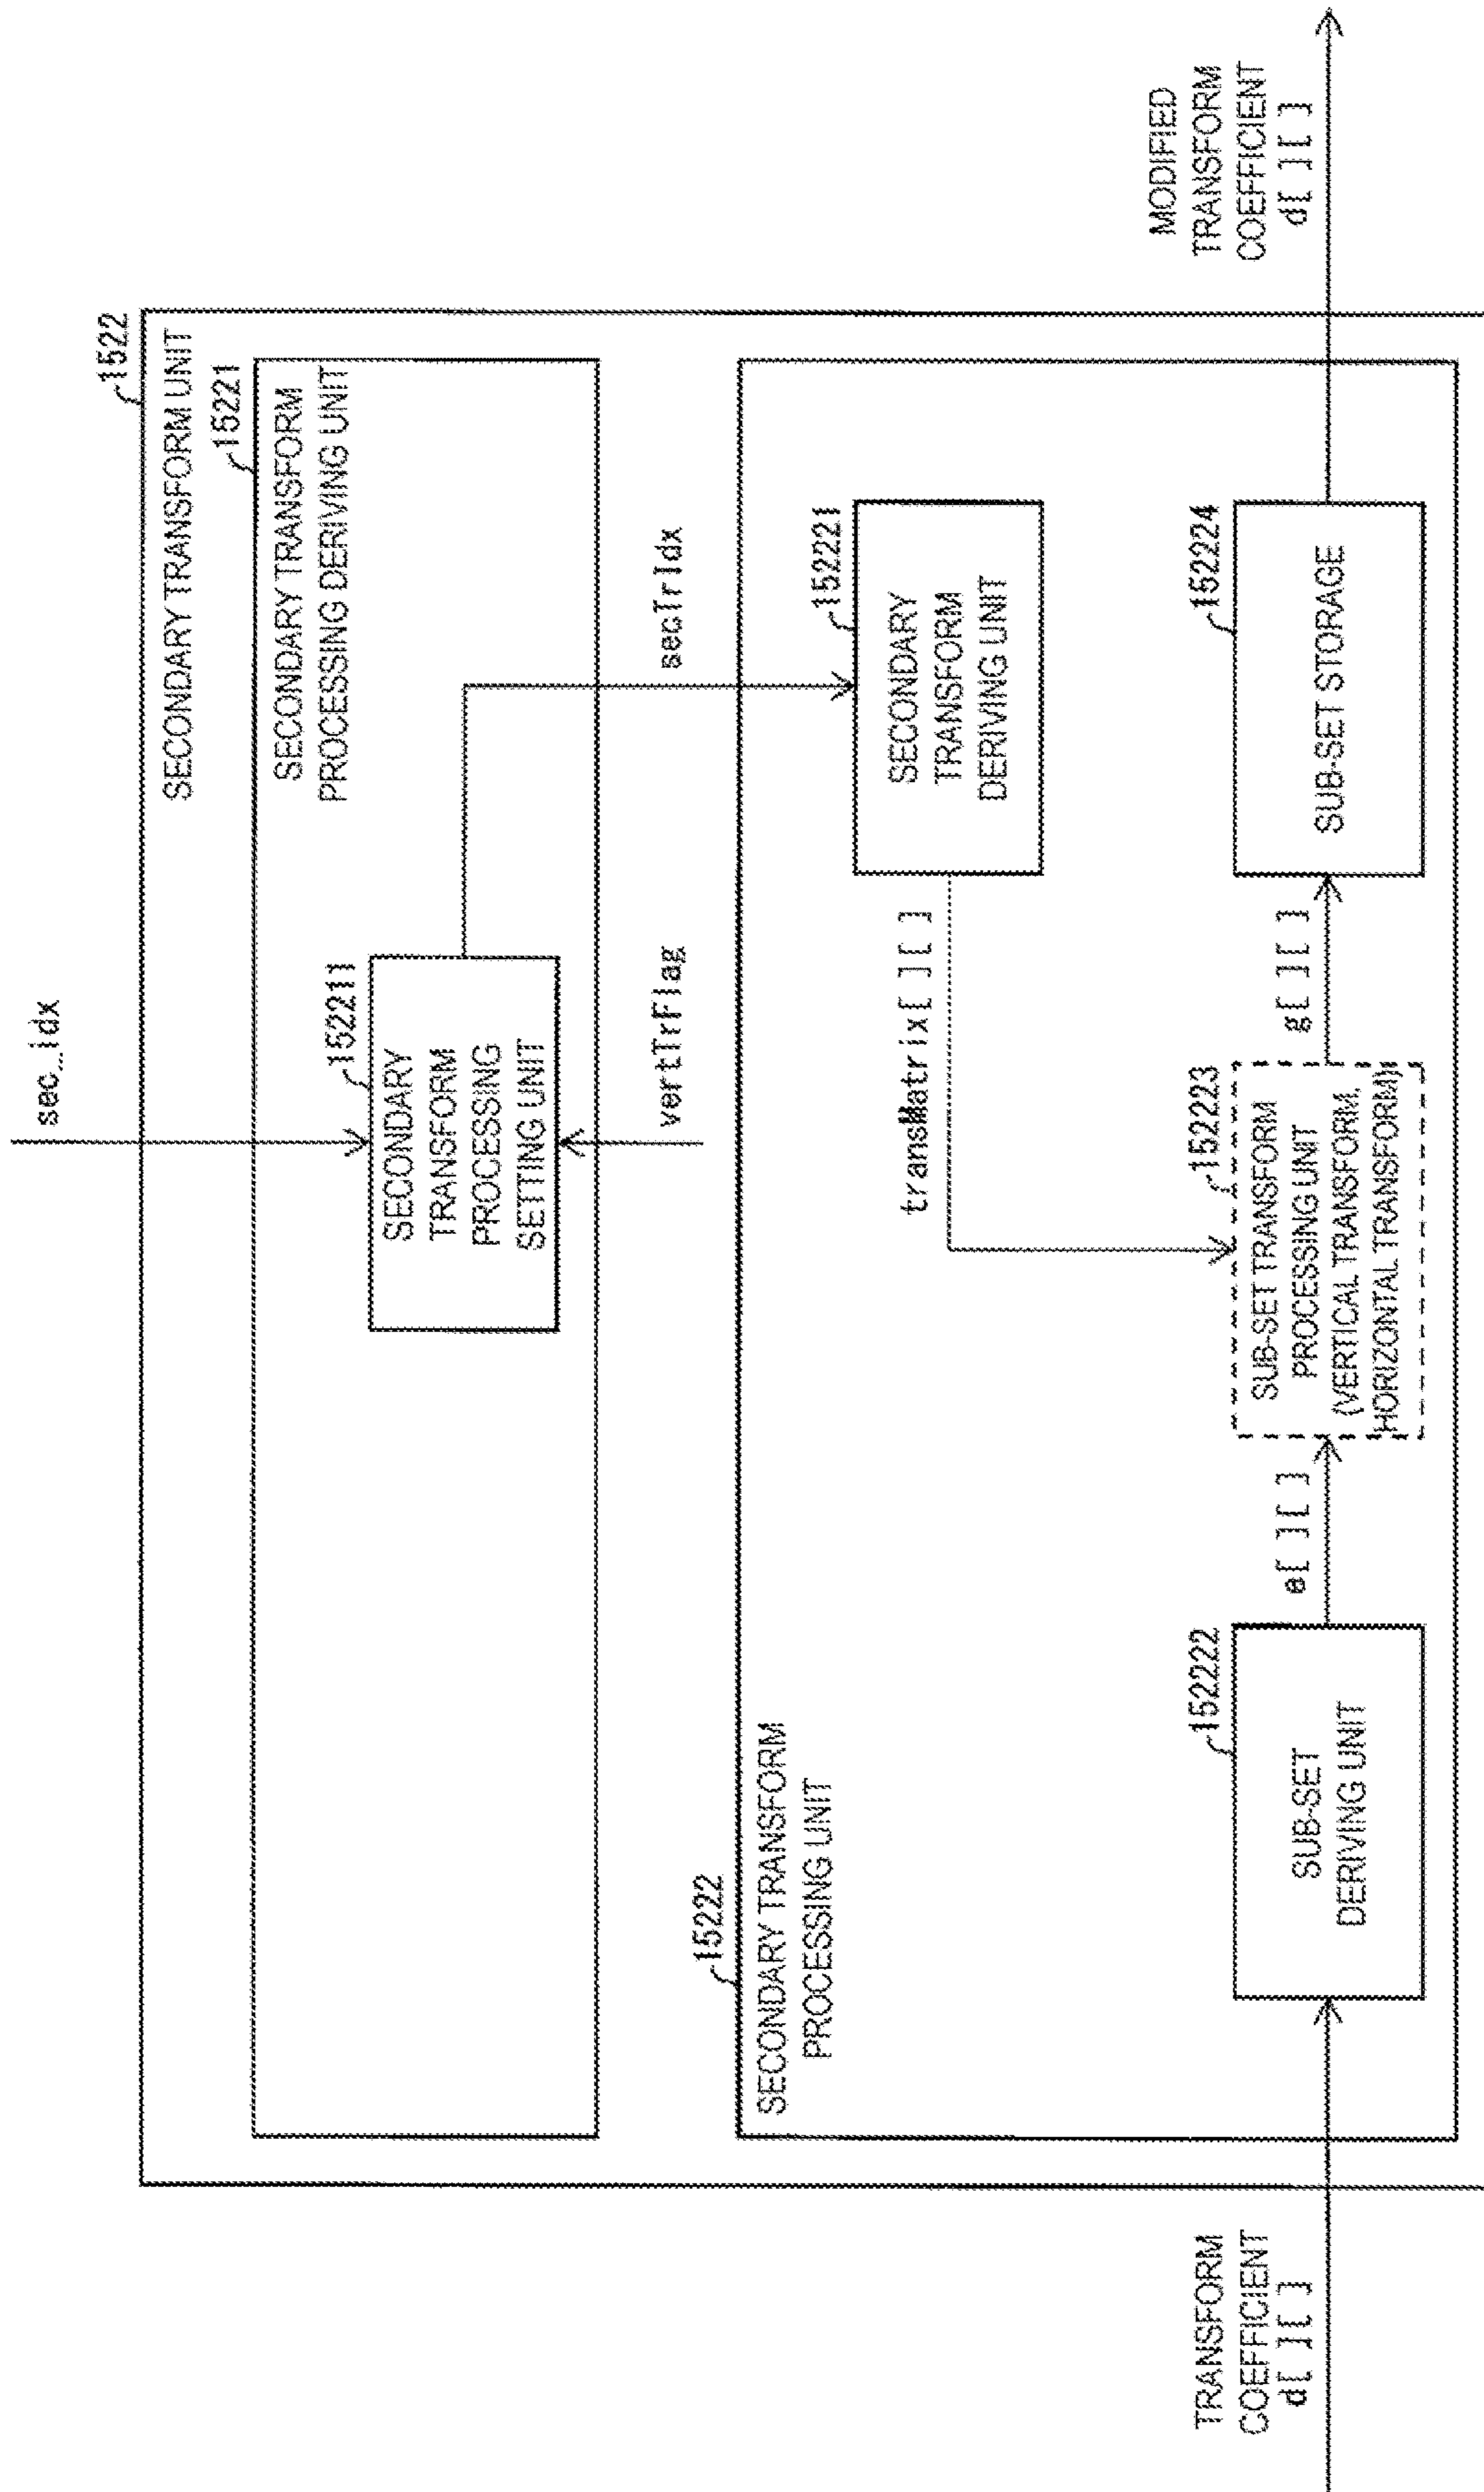 sec_idx
1522
SECONDARY TRANSFORM UNIT
15221
SECONDARY TRANSFORM
PROCESSING DERIVING UNIT
152211
SECONDARY
TRANSFORM
PROCESSING
SETTING UNIT
vertTrFlag
secTrIdx
15222
SECONDARY TRANSFORM
PROCESSING UNIT
152221
SECONDARY
TRANSFORM
DERIVING UNIT
transMatrix[ ][ ]
TRANSFORM
COEFFICIENT
d[ ][ ]
152222
SUB-SET
DERIVING UNIT
e[ ][ ]
152223
SUB-SET TRANSFORM
PROCESSING UNIT
(VERTICAL TRANSFORM,
HORIZONTAL TRANSFORM)
g[ ][ ]
152224
SUB-SET STORAGE
MODIFIED
TRANSFORM
COEFFICIENT
d[ ][ ]